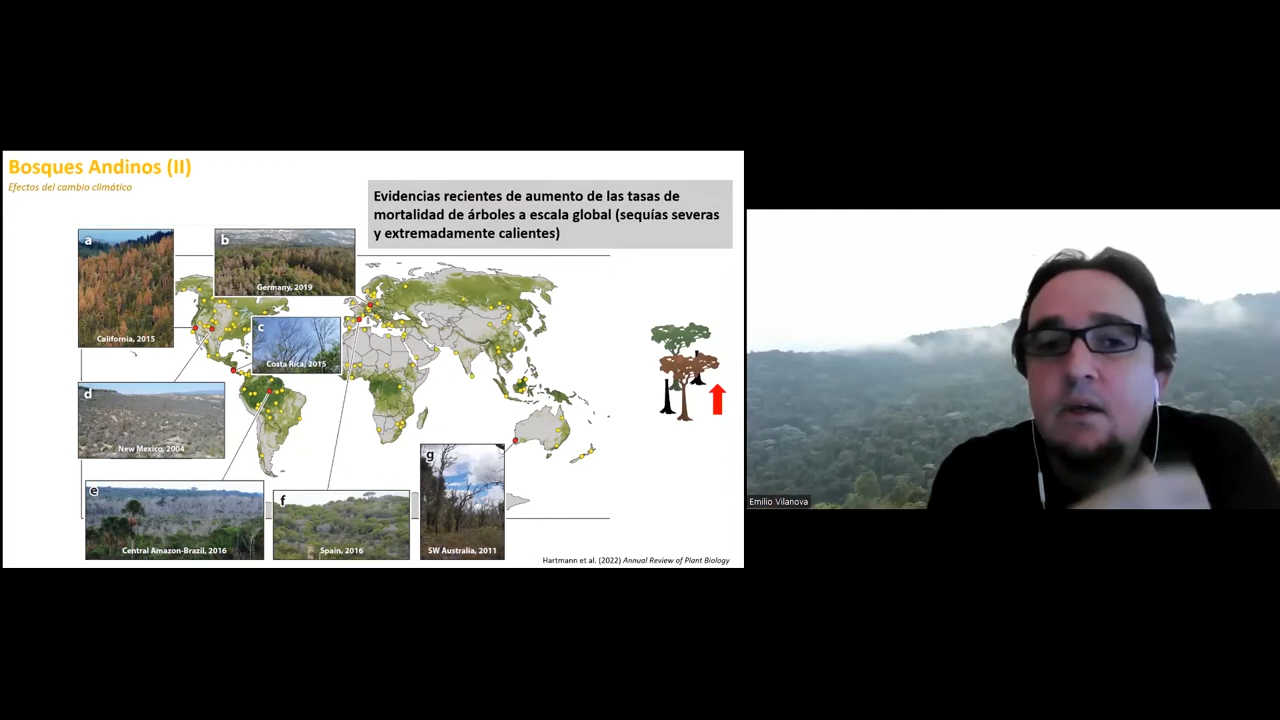 Bosques Andinos (II)
Efectos del cambio climático
Evidencias recientes de aumento de las tasas de
mortalidad de árboles a escala global (sequías severas
y extremadamente calientes)
a
California, 2015
b
Germany, 2019
c
Costa Rica, 2015
d
New Mexico, 2004
e
Central Amazon-Brazil, 2016
f
Spain, 2016
g
SW Australia, 2011
Hartmann et al. (2022) Annual Review of Plant Biology
Emilio Vilanova